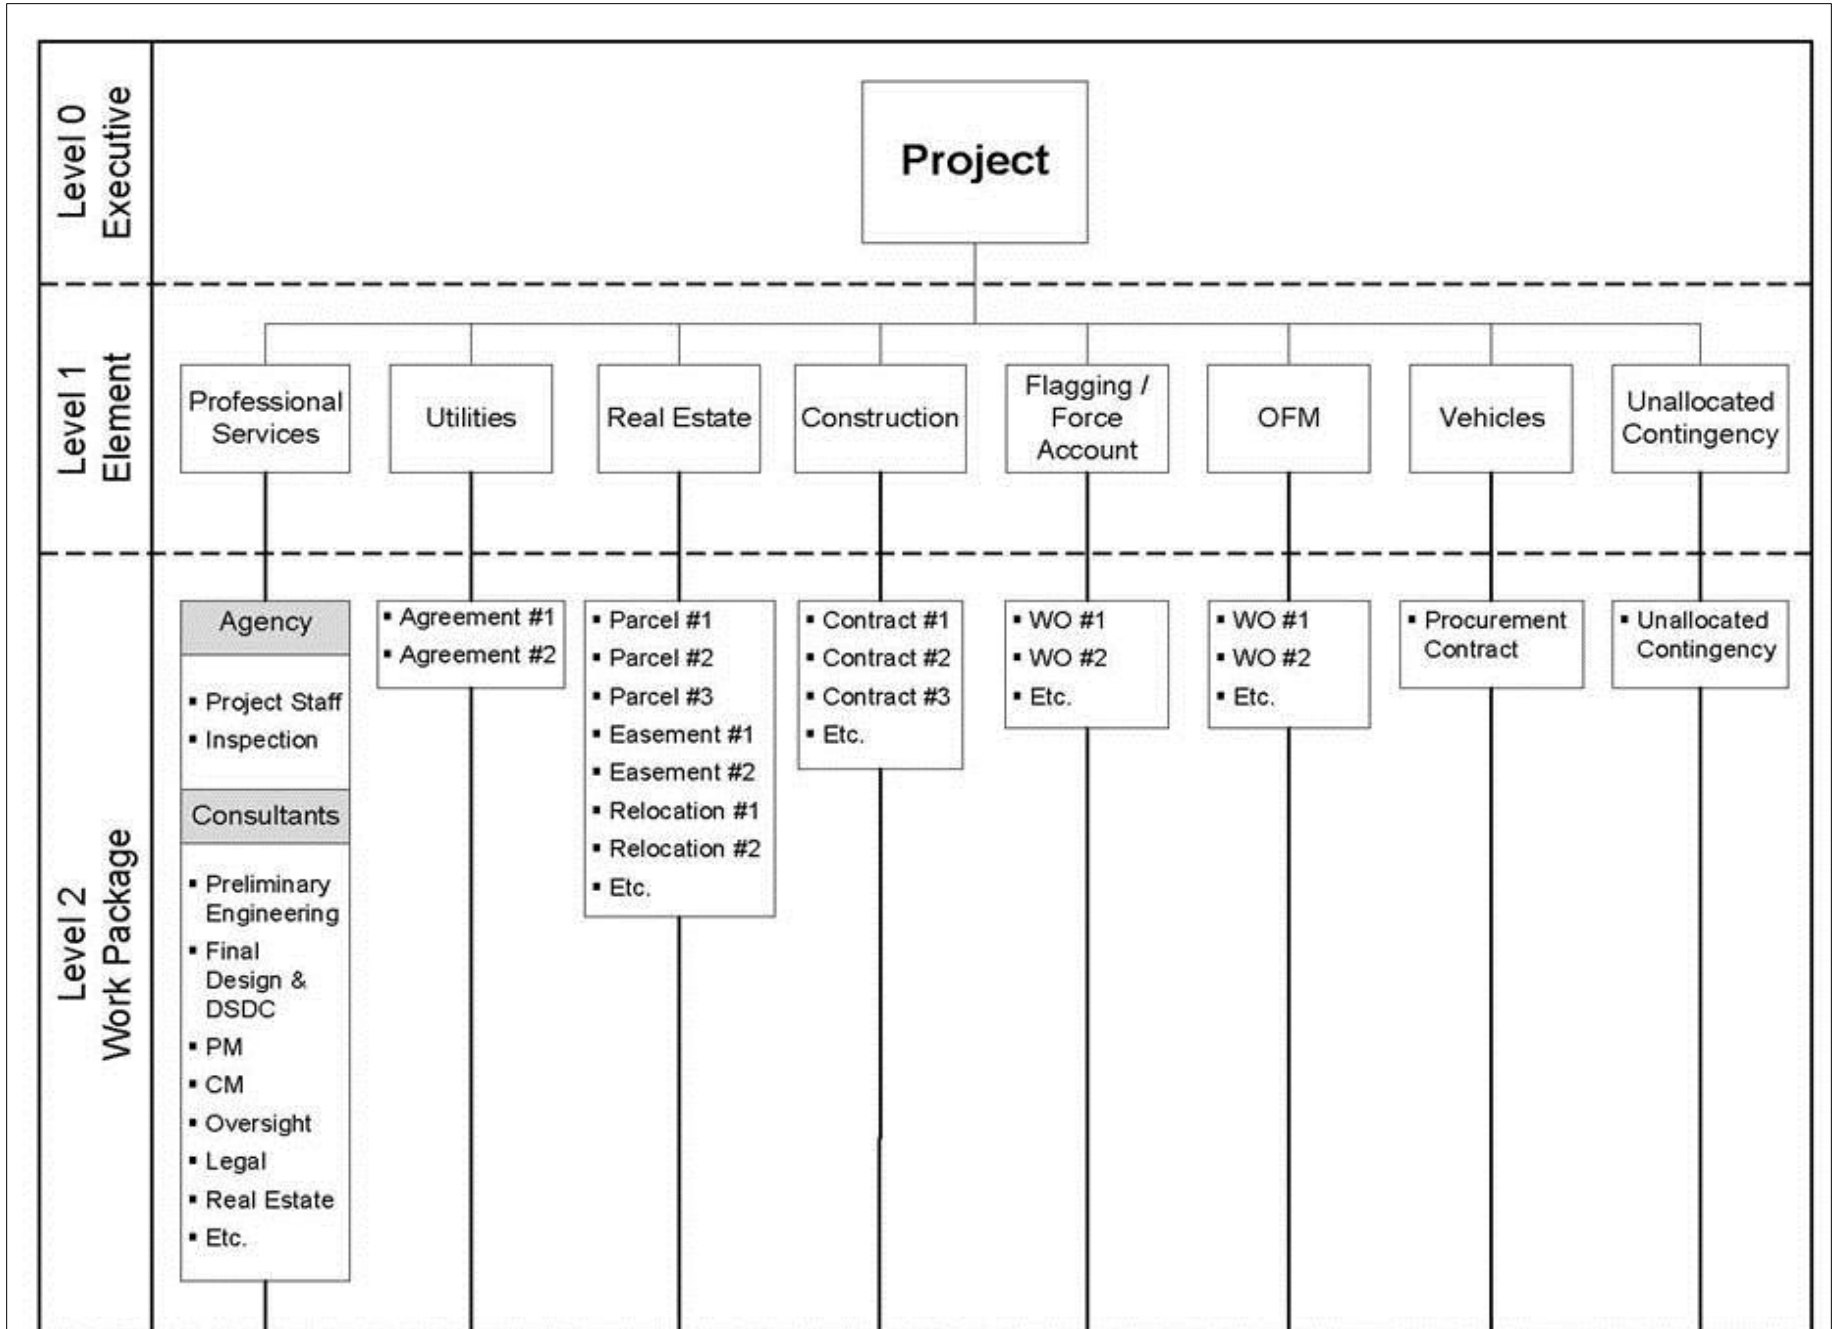 Level 0
Executive
Project
Level 1
Element
Professional
Services
Utilities
Real Estate
Construction
Flagging /
Force
Account
OFM
Vehicles
Unallocated
Contingency
Level 2
Work Package
Agency
▪ Project Staff
▪ Inspection
Consultants
▪ Preliminary
Engineering
▪ Final
Design &
DSDC
▪ PM
▪ CM
▪ Oversight
▪ Legal
▪ Real Estate
▪ Etc.
▪ Agreement #1
▪ Agreement #2
▪ Parcel #1
▪ Parcel #2
▪ Parcel #3
▪ Easement #1
▪ Easement #2
▪ Relocation #1
▪ Relocation #2
▪ Etc.
▪ Contract #1
▪ Contract #2
▪ Contract #3
▪ Etc.
▪ WO #1
▪ WO #2
▪ Etc.
▪ WO #1
▪ WO #2
▪ Etc.
▪ Procurement
Contract
▪ Unallocated
Contingency